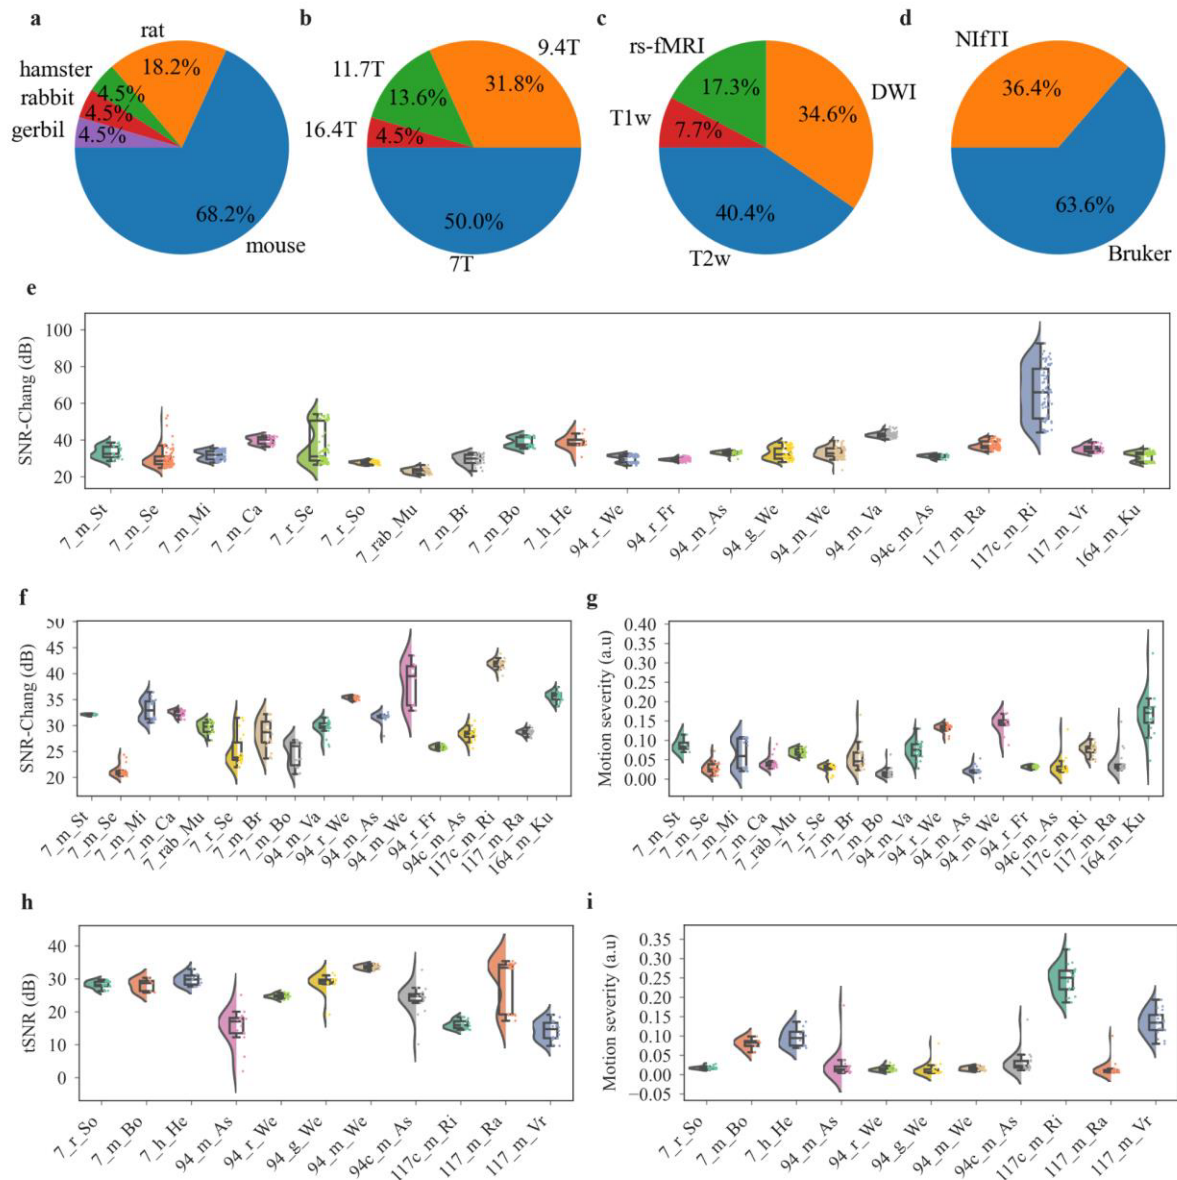 a
rat
hamster
rabbit
gerbil
18.2%
4.5%
4.5%
4.5%
68.2%
mouse
b
9.4T
11.7T
16.4T
31.8%
13.6%
4.5%
50.0%
7T
c
rs-fMRI
DWI
T1w
17.3%
34.6%
7.7%
40.4%
T2w
d
NIfTI
36.4%
63.6%
Bruker
e
SNR-Chang (dB)
100
80
60
40
20
7_m_St
7_m_Se
7_m_Mi
7_m_Ca
7_r_Se
7_r_So
7_rab_Mu
7_m_Br
7_m_Bo
7_h_He
94_r_We
94_r_Fr
94_m_As
94_g_We
94_m_We
94_m_Va
94c_m_As
117_m_Ra
117c_m_Ri
117_m_Vr
164_m_Ku
f
SNR-Chang (dB)
50
45
40
35
30
25
20
7_m_St
7_m_Se
7_m_Mi
7_m_Ca
7_rab_Mu
7_r_Se
7_m_Br
7_m_Bo
94_m_Va
94_r_We
94_m_As
94_m_We
94_r_Fr
94c_m_As
117c_m_Ri
117_m_Ra
164_m_Ku
g
Motion severity (a.u)
0.40
0.35
0.30
0.25
0.20
0.15
0.10
0.05
0.00
7_m_St
7_m_Se
7_m_Mi
7_m_Ca
7_rab_Mu
7_r_Se
7_m_Br
7_m_Bo
94_m_Va
94_r_We
94_m_As
94_m_We
94_r_Fr
94c_m_As
117c_m_Ri
117_m_Ra
164_m_Ku
h
tSNR (dB)
40
30
20
10
0
7_r_So
7_m_Bo
7_h_He
94_m_As
94_r_We
94_g_We
94_m_We
94c_m_As
117c_m_Ri
117_m_Ra
117_m_Vr
i
Motion severity (a.u)
0.35
0.30
0.25
0.20
0.15
0.10
0.05
0.00
−0.05
7_r_So
7_m_Bo
7_h_He
94_m_As
94_r_We
94_g_We
94_m_We
94c_m_As
117c_m_Ri
117_m_Ra
117_m_Vr